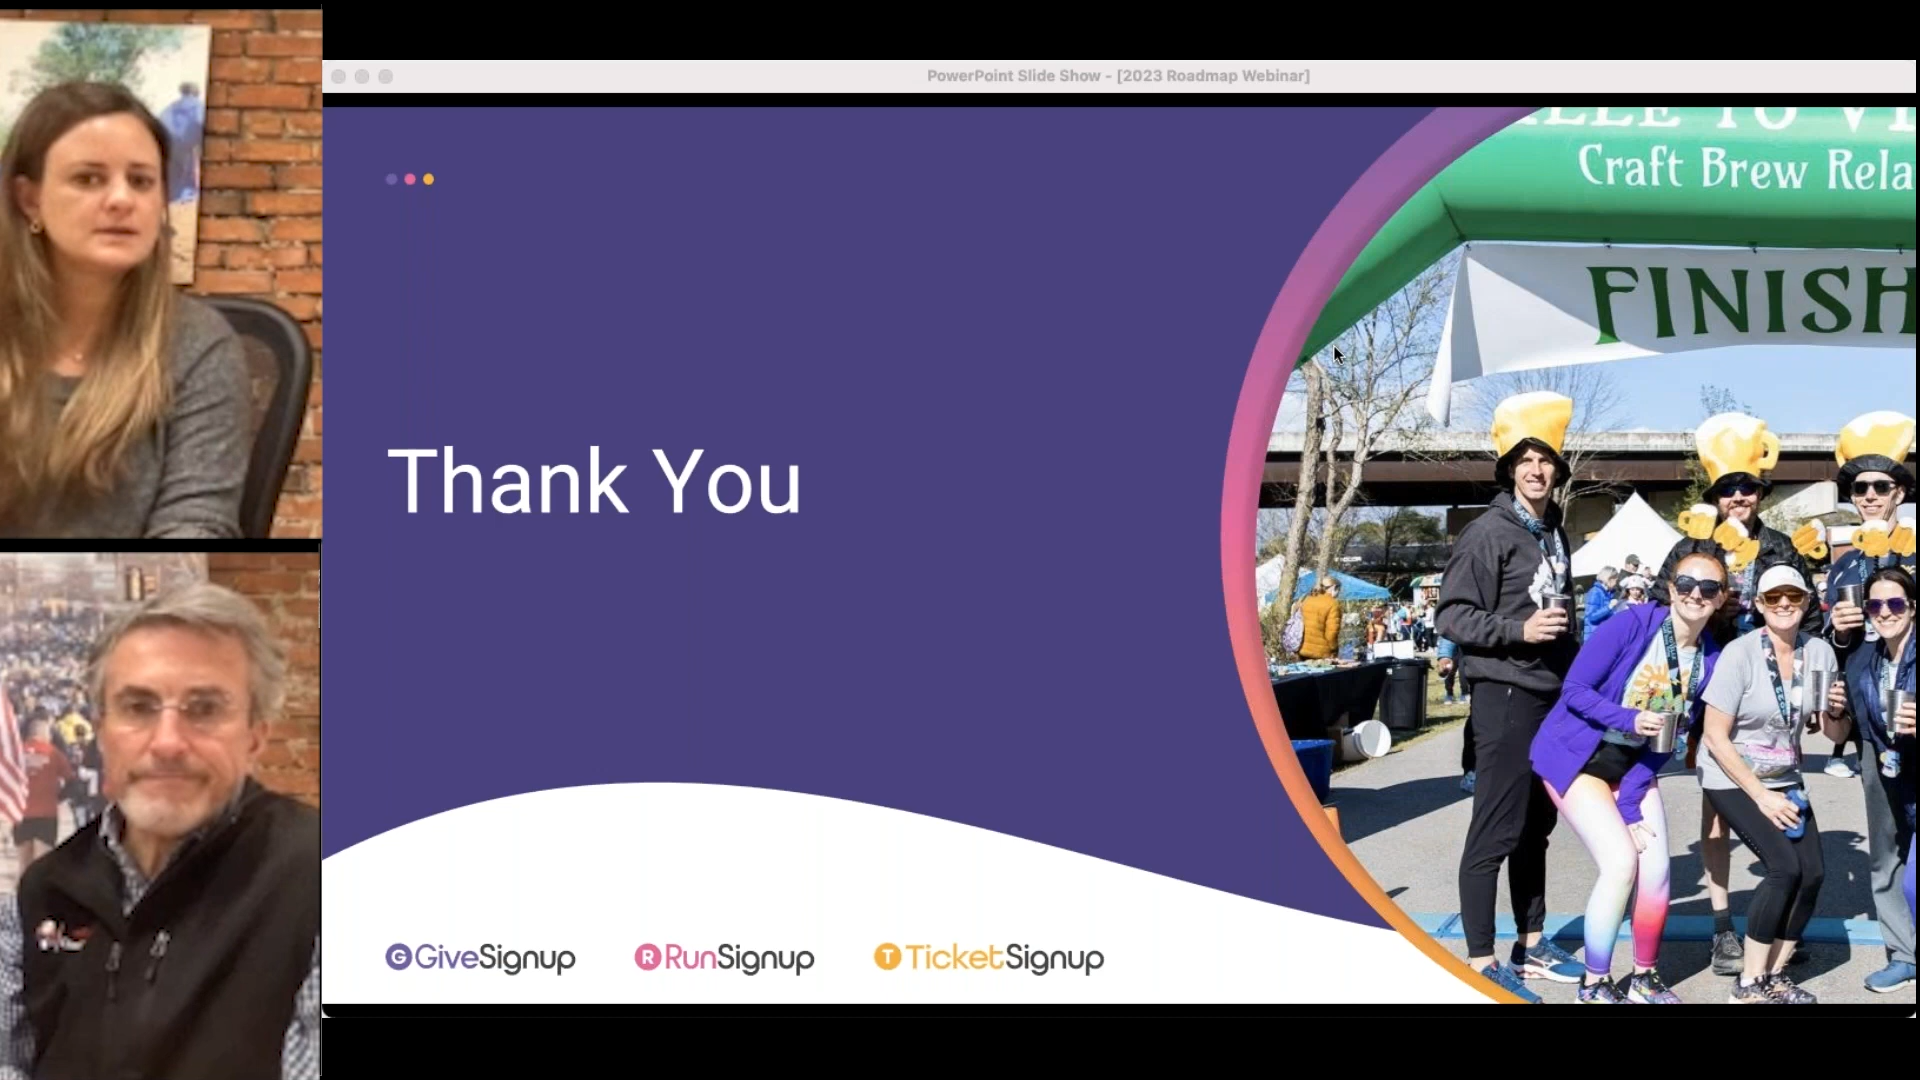 PowerPoint Slide Show - [2023 Roadmap Webinar]
Craft Brew Rela
FINISH
Thank You
GiveSignup
RunSignup
TicketSignup